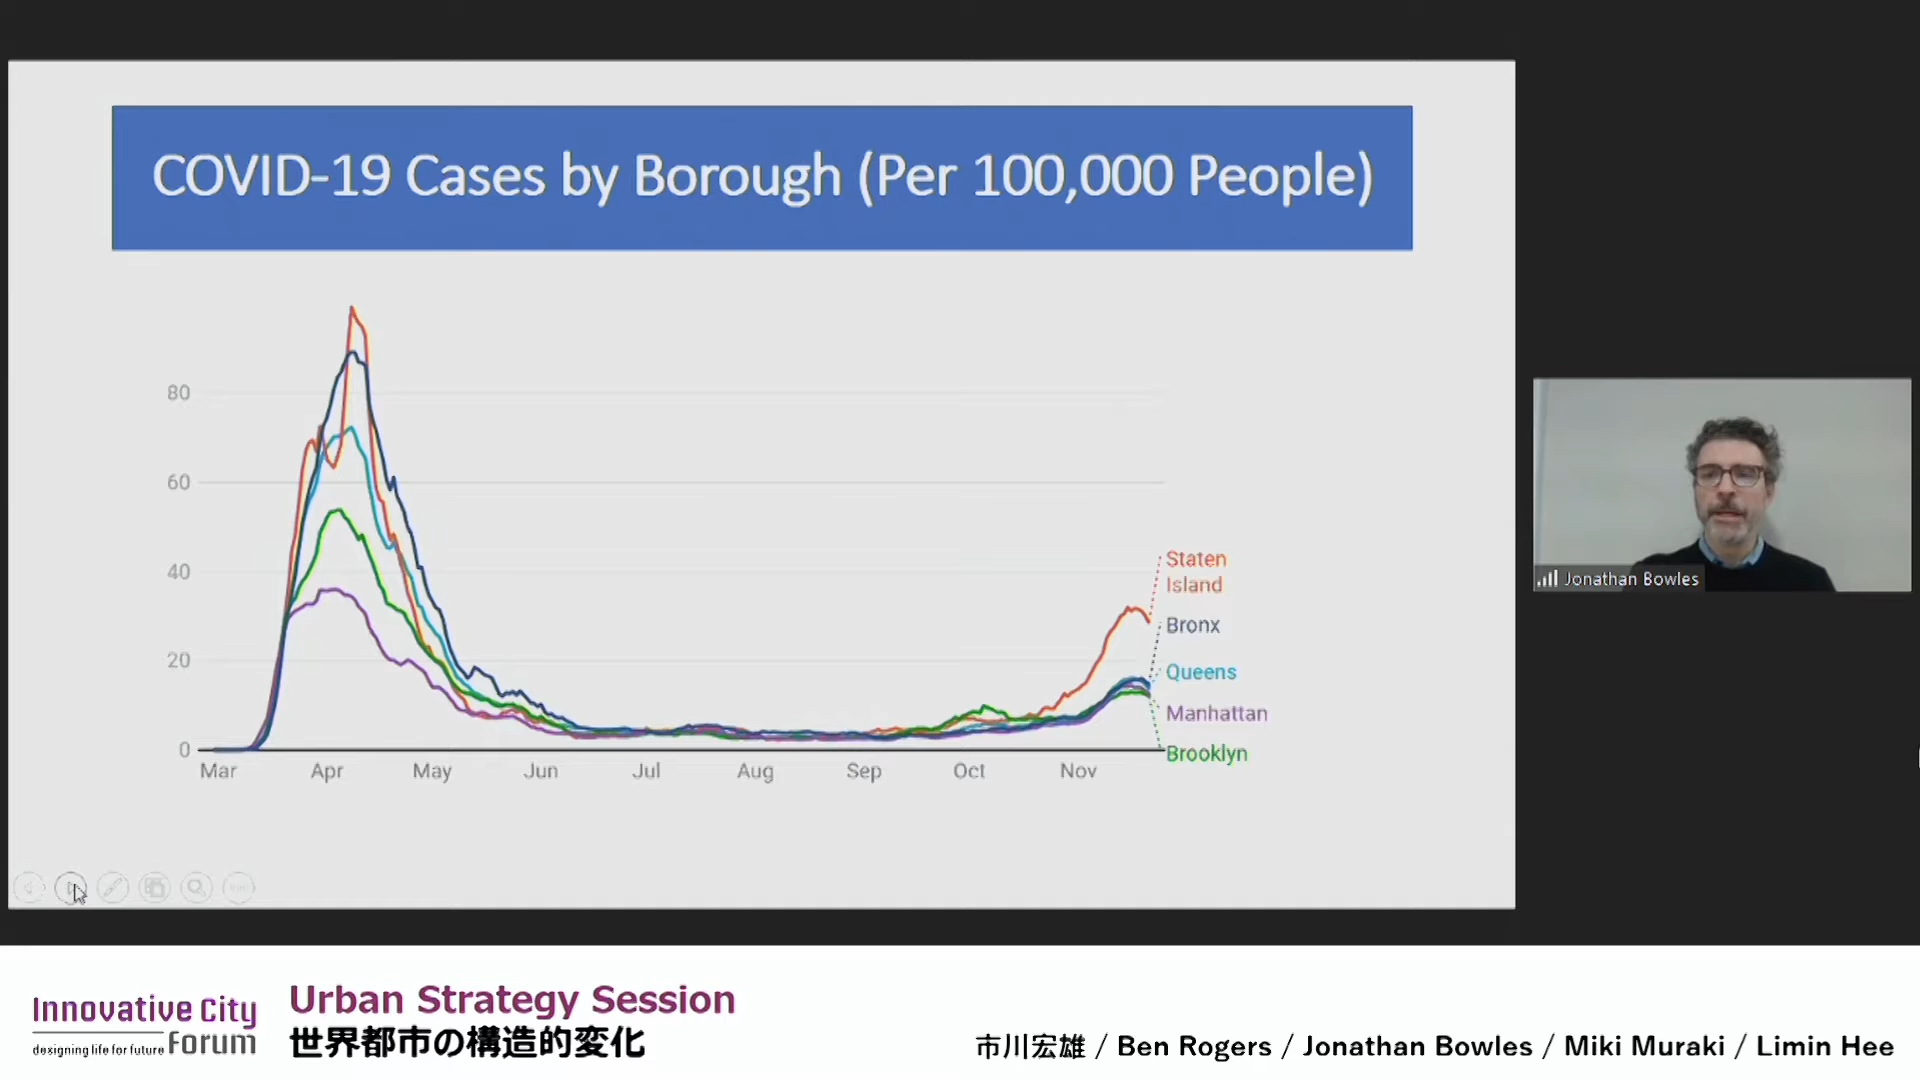 COVID-19 Cases by Borough (Per 100,000 People)
80
60
40
20
0
Mar Apr May Jun Jul Aug Sep Oct Nov
Staten
Island
Bronx
Queens
Manhattan
Brooklyn
Jonathan Bowles
Innovative City
Forum
designing life for future
Urban Strategy Session
世界都市の構造的変化
市川宏雄 / Ben Rogers / Jonathan Bowles / Miki Muraki / Limin Hee